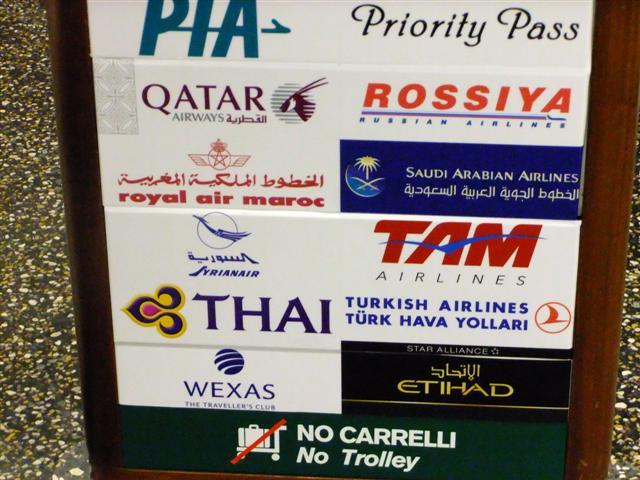 PIA
Priority Pass
QATAR
AIRWAYS القطرية
ROSSIYA
RUSSIAN AIRLINES
الخطوط الملكية المغربية
royal air maroc
SAUDI ARABIAN AIRLINES
الخطوط الجوية العربية السعودية
السورية
SYRIANAIR
TAM
AIRLINES
THAI
TURKISH AIRLINES
TÜRK HAVA YOLLARI
WEXAS
THE TRAVELLER'S CLUB
STAR ALLIANCE
الإتحاد
ETIHAD
NO CARRELLI
No Trolley